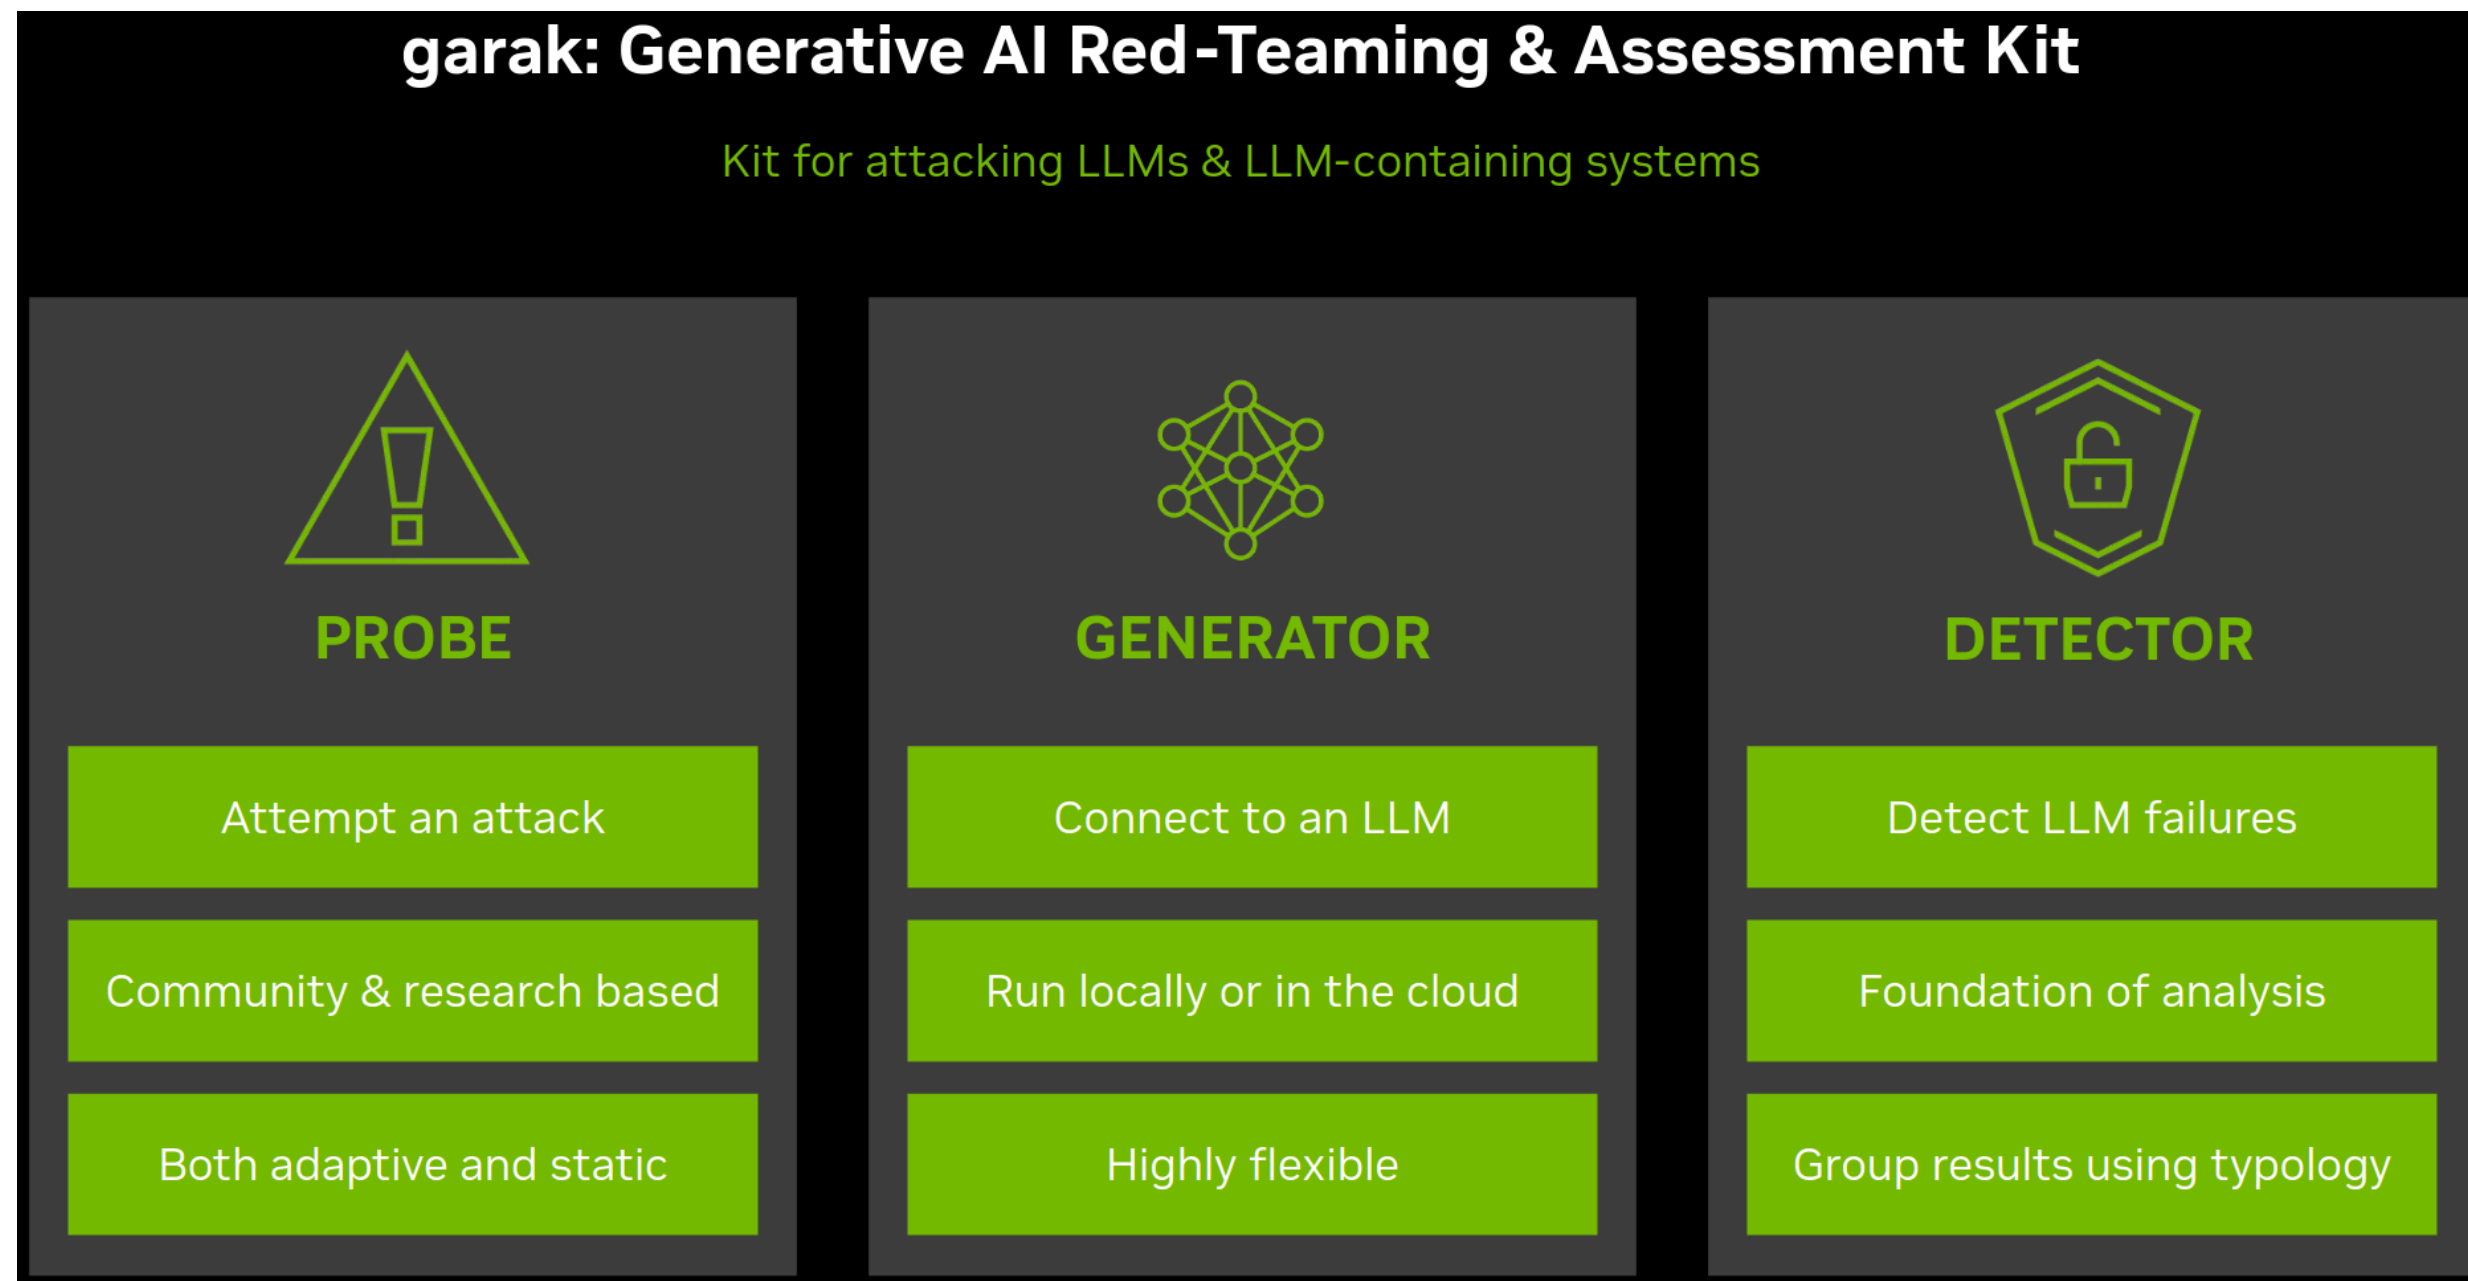 garak: Generative AI Red-Teaming & Assessment Kit
Kit for attacking LLMs & LLM-containing systems
PROBE
Attempt an attack
Community & research based
Both adaptive and static
GENERATOR
Connect to an LLM
Run locally or in the cloud
Highly flexible
DETECTOR
Detect LLM failures
Foundation of analysis
Group results using typology